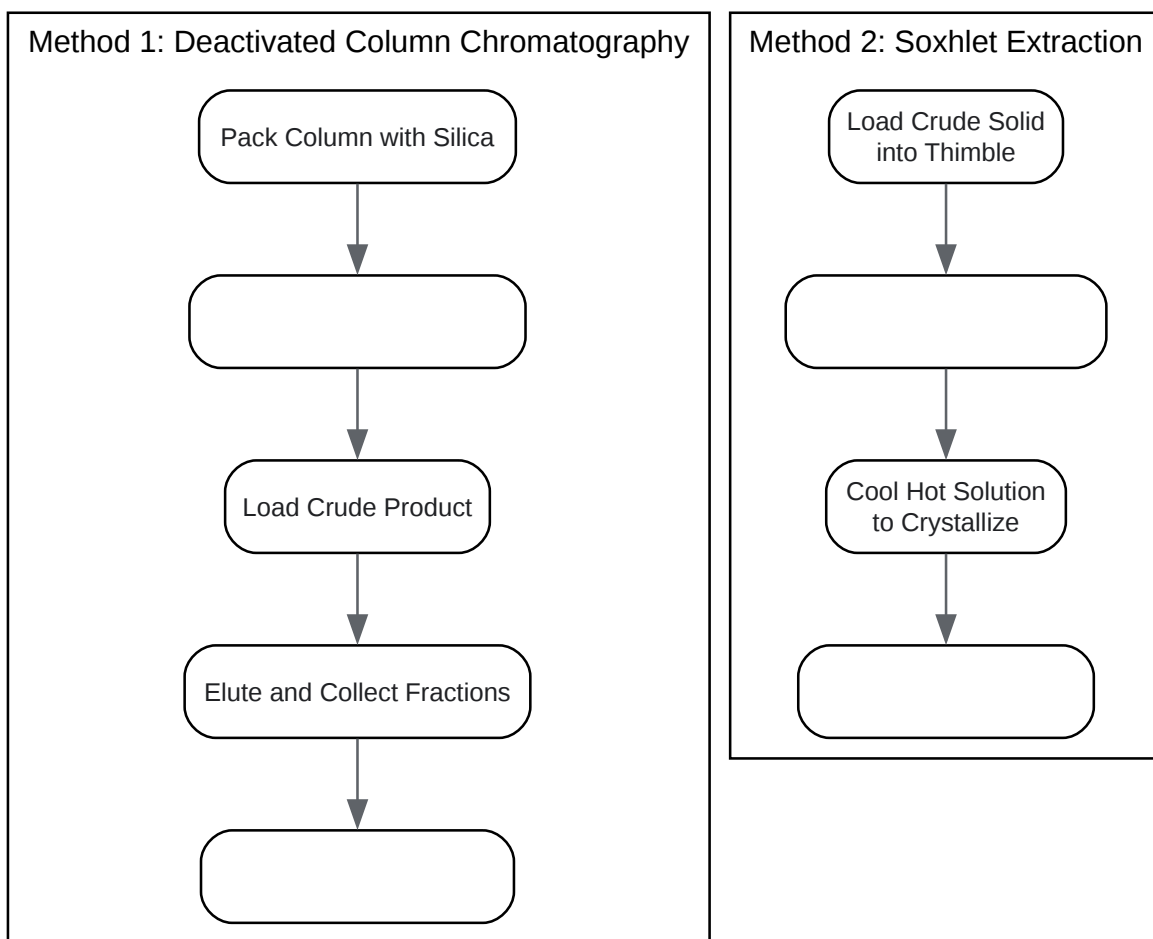 Method 1: Deactivated Column Chromatography
Pack Column with Silica
Load Crude Product
Elute and Collect Fractions
Method 2: Soxhlet Extraction
Load Crude Solid
into Thimble
Cool Hot Solution
to Crystallize